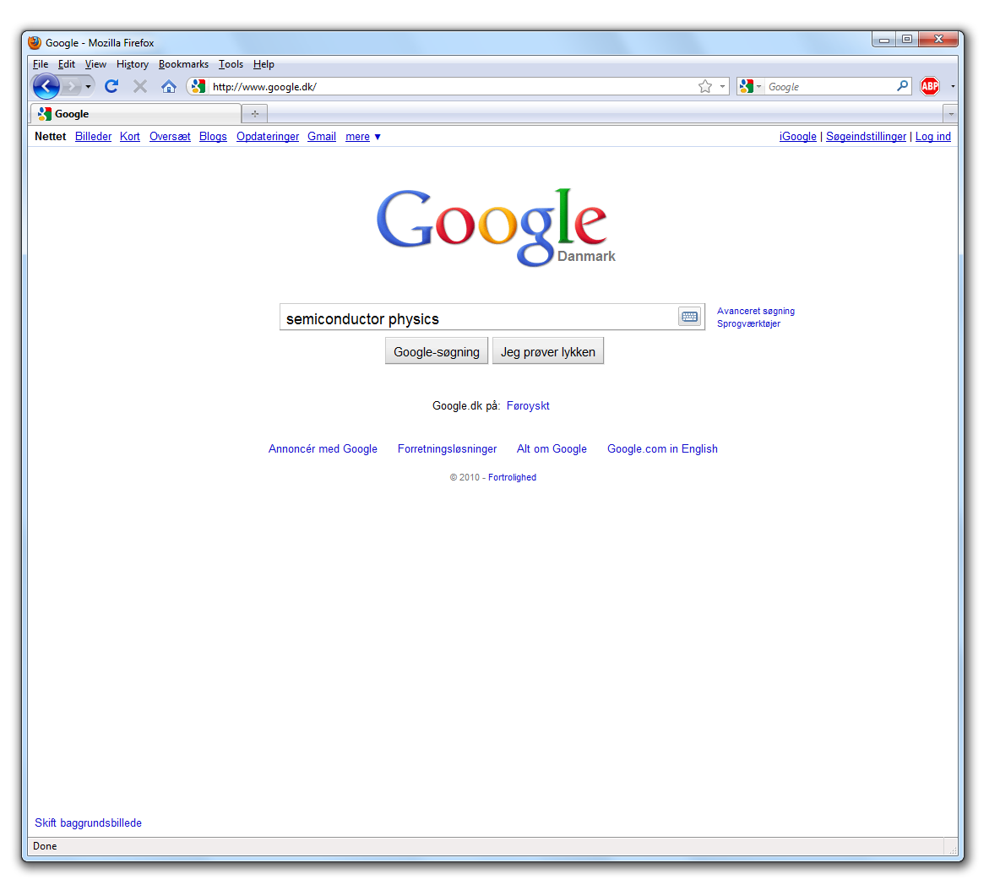 Google - Mozilla Firefox
File Edit View History Bookmarks Tools Help
http://www.google.dk/ Google ABP
Google
Nettet Billeder Kort Oversæt Blogs Opdateringer Gmail mere ▼ iGoogle | Søgeindstillinger | Log ind
Google
Danmark
semiconductor physics
Avanceret søgning
Sprogværktøjer
Google-søgning Jeg prøver lykken
Google.dk på: Føroyskt
Annoncér med Google Forretningsløsninger Alt om Google Google.com in English
© 2010 - Fortrolighed
Skift baggrundsbillede
Done